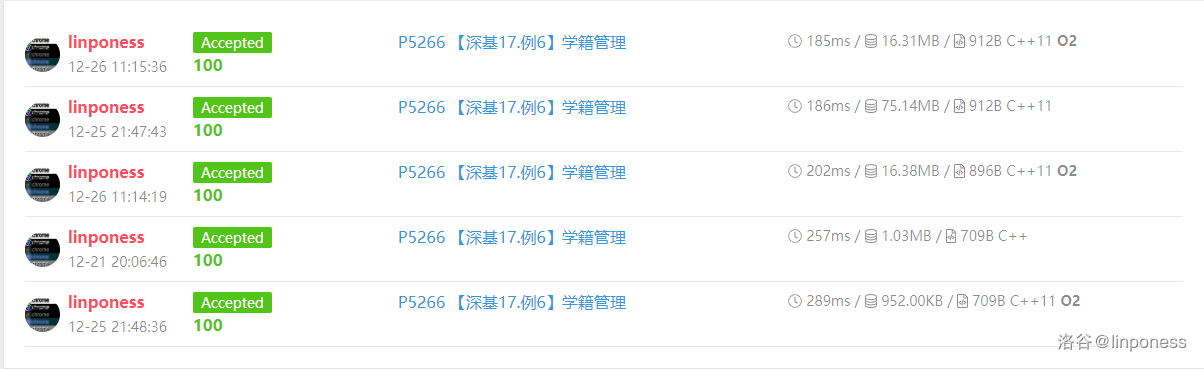 linponess Accepted P5266 【深基17.例6】学籍管理 185ms / 16.31MB / 912B C++11 O2
12-26 11:15:36 100
linponess Accepted P5266 【深基17.例6】学籍管理 186ms / 75.14MB / 912B C++11
12-25 21:47:43 100
linponess Accepted P5266 【深基17.例6】学籍管理 202ms / 16.38MB / 896B C++11 O2
12-26 11:14:19 100
linponess Accepted P5266 【深基17.例6】学籍管理 257ms / 1.03MB / 709B C++
12-21 20:06:46 100
linponess Accepted P5266 【深基17.例6】学籍管理 289ms / 952.00KB / 709B C++11 O2
12-25 21:48:36 100
洛谷@linponess